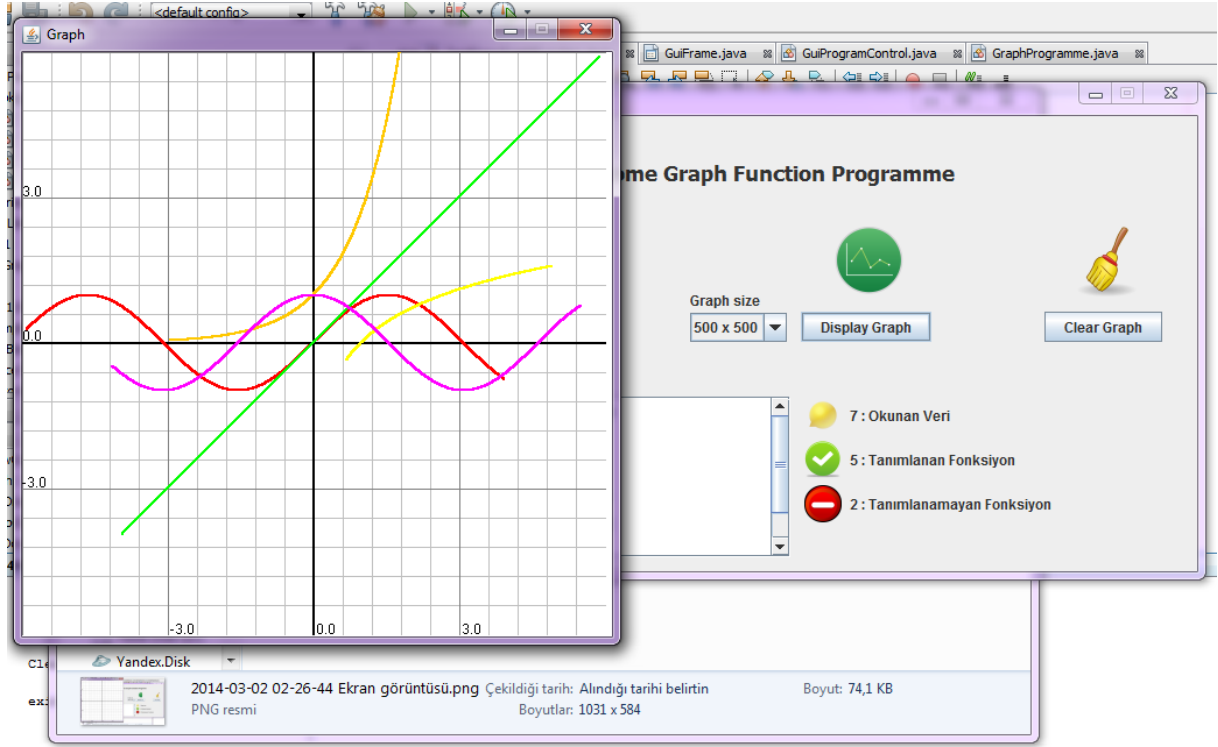 <default config>
Graph
GuiFrame.java
GuiProgramControl.java
GraphProgramme.java
me Graph Function Programme
3.0
0.0
-3.0
-3.0
0.0
3.0
Graph size
500 x 500
Display Graph
Clear Graph
7 : Okunan Veri
5 : Tanımlanan Fonksiyon
2 : Tanımlanamayan Fonksiyon
Cle
Yandex.Disk
2014-03-02 02-26-44 Ekran görüntüsü.png Çekildiği tarih: Alındığı tarihi belirtin Boyut: 74,1 KB
PNG resmi Boyutlar: 1031 x 584